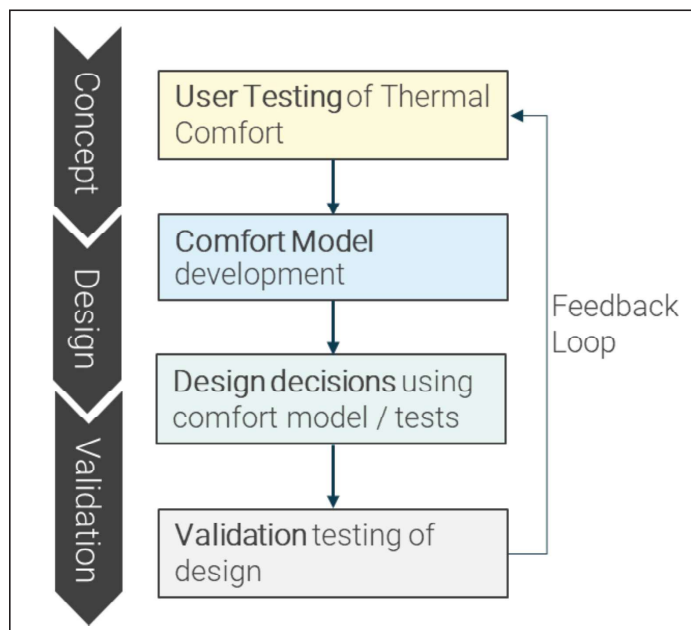 Concept
Design
Validation
User Testing of Thermal
Comfort
Comfort Model
development
Design decisions using
comfort model / tests
Validation testing of
design
Feedback
Loop